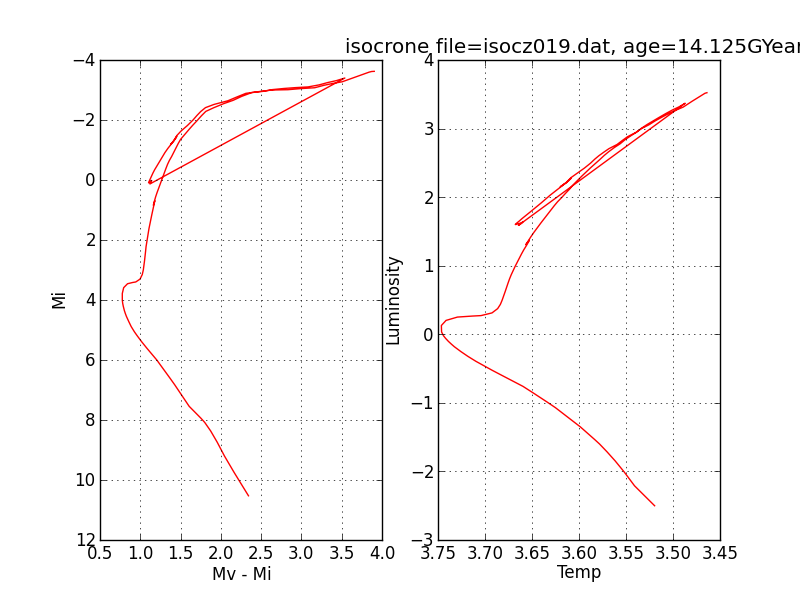 isocrone file=isocz019.dat, age=14.125GYear
−4
−2
0
2
4
6
8
10
12
Mi
0.5 1.0 1.5 2.0 2.5 3.0 3.5 4.0
Mv - Mi
4
3
2
1
0
−1
−2
−3
Luminosity
3.75 3.70 3.65 3.60 3.55 3.50 3.45
Temp